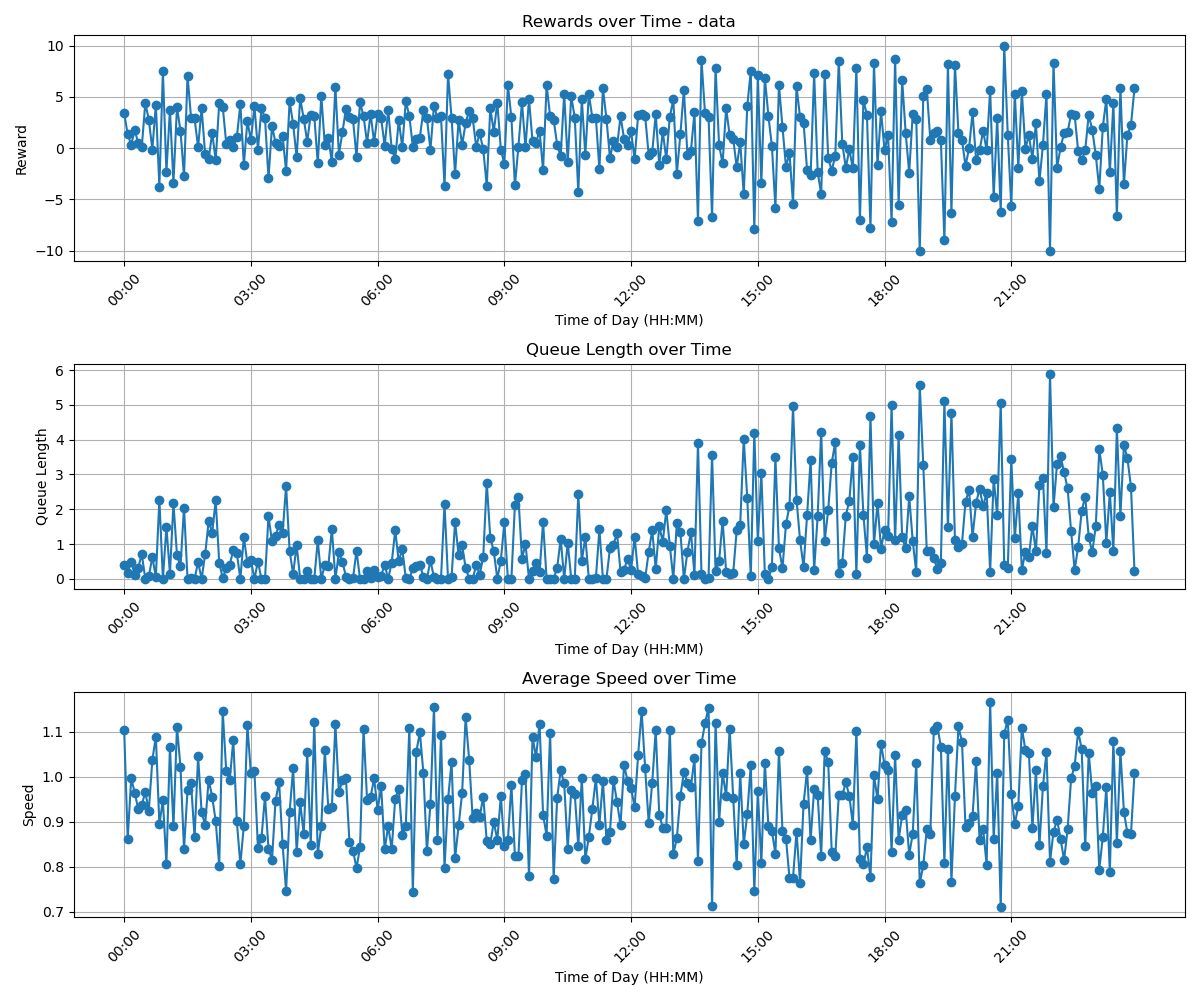 Rewards over Time - data
Reward
10
5
0
−5
−10
00:00 03:00 06:00 09:00 12:00 15:00 18:00 21:00
Time of Day (HH:MM)
Queue Length over Time
Queue Length
6
5
4
3
2
1
0
00:00 03:00 06:00 09:00 12:00 15:00 18:00 21:00
Time of Day (HH:MM)
Average Speed over Time
Speed
1.1
1.0
0.9
0.8
0.7
00:00 03:00 06:00 09:00 12:00 15:00 18:00 21:00
Time of Day (HH:MM)